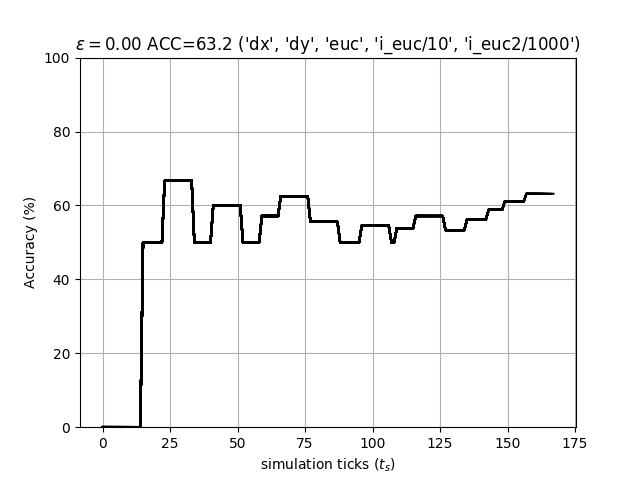 ε = 0.00 ACC=63.2 ('dx', 'dy', 'euc', 'i_euc/10', 'i_euc2/1000')
100
80
60
40
20
0
Accuracy (%)
0 25 50 75 100 125 150 175
simulation ticks (tₛ)